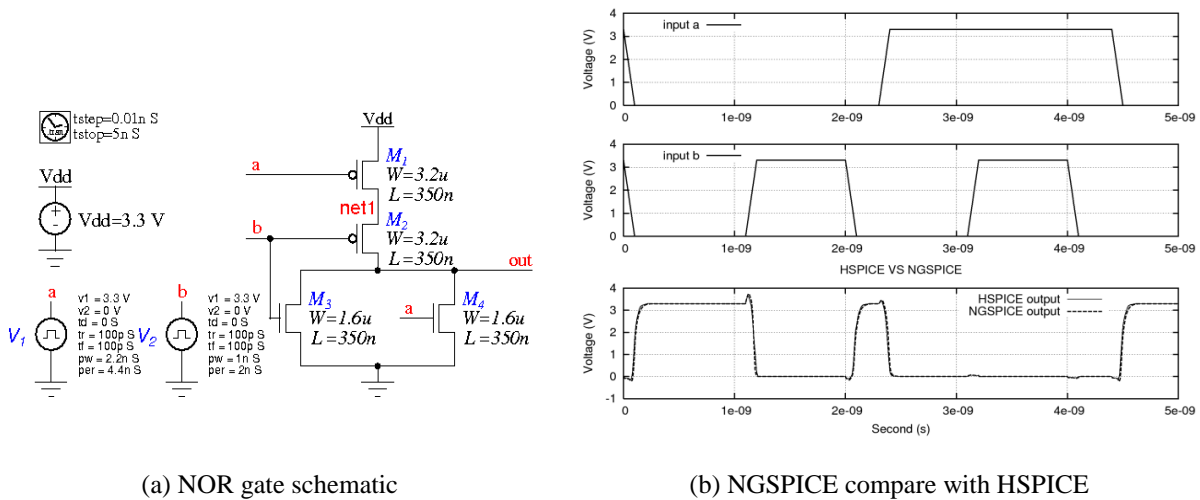 tstep=0.01n S
tstop=5n S
.tran
Vdd
Vdd=3.3 V
a
V1
v1 = 3.3 V
v2 = 0 V
td = 0 S
tr = 100p S
tf = 100p S
pw = 2.2n S
per = 4.4n S
b
V2
v1 = 3.3 V
v2 = 0 V
td = 0 S
tr = 100p S
tf = 100p S
pw = 1n S
per = 2n S
Vdd
a
M1
W=3.2u
L=350n
net1
b
M2
W=3.2u
L=350n
out
M3
W=1.6u
L=350n
a
M4
W=1.6u
L=350n
(a) NOR gate schematic
input a
Voltage (V)
4
3
2
1
0
0 1e-09 2e-09 3e-09 4e-09 5e-09
input b
Voltage (V)
4
3
2
1
0
0 1e-09 2e-09 3e-09 4e-09 5e-09
HSPICE VS NGSPICE
HSPICE output
NGSPICE output
Voltage (V)
4
3
2
1
0
-1
0 1e-09 2e-09 3e-09 4e-09 5e-09
Second (s)
(b) NGSPICE compare with HSPICE